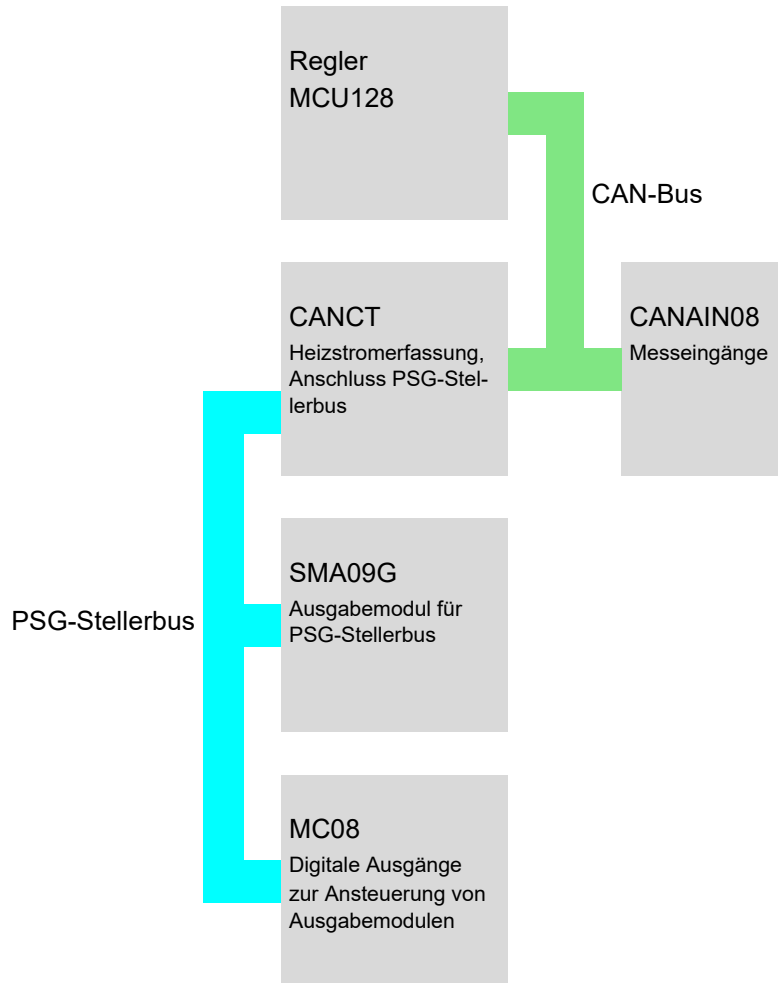 Regler
MCU128
CAN-Bus
CANCT
Heizstromerfassung,
Anschluss PSG-Stel-
lerbus
CANAIN08
Messeingänge
SMA09G
Ausgabemodul für
PSG-Stellerbus
PSG-Stellerbus
MC08
Digitale Ausgänge
zur Ansteuerung von
Ausgabemodulen